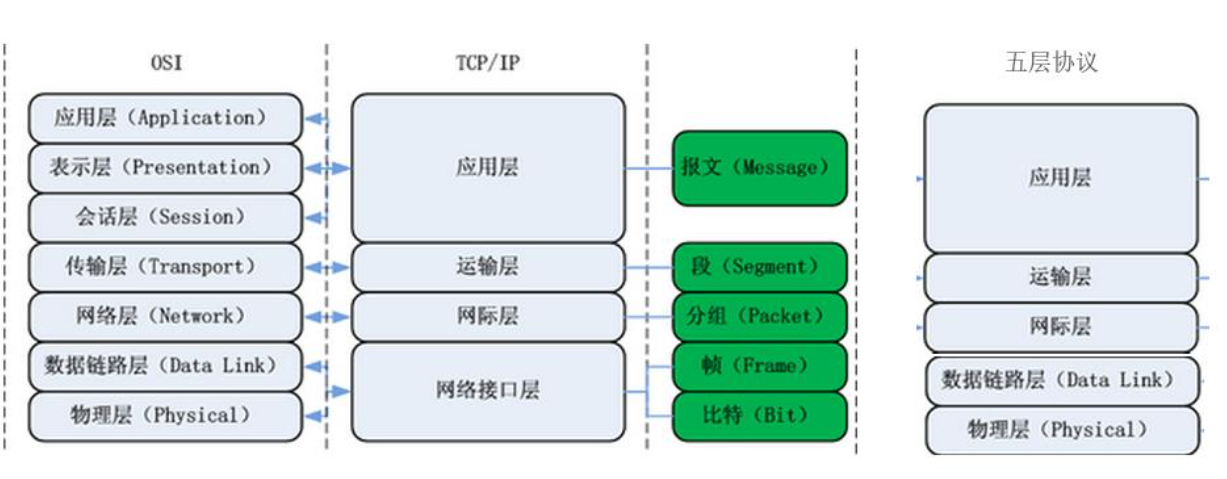 OSI
应用层（Application）
表示层（Presentation）
会话层（Session）
传输层（Transport）
网络层（Network）
数据链路层（Data Link）
物理层（Physical）
TCP/IP
应用层
运输层
网际层
网络接口层
报文（Message）
段（Segment）
分组（Packet）
帧（Frame）
比特（Bit）
五层协议
应用层
运输层
网际层
数据链路层（Data Link）
物理层（Physical）